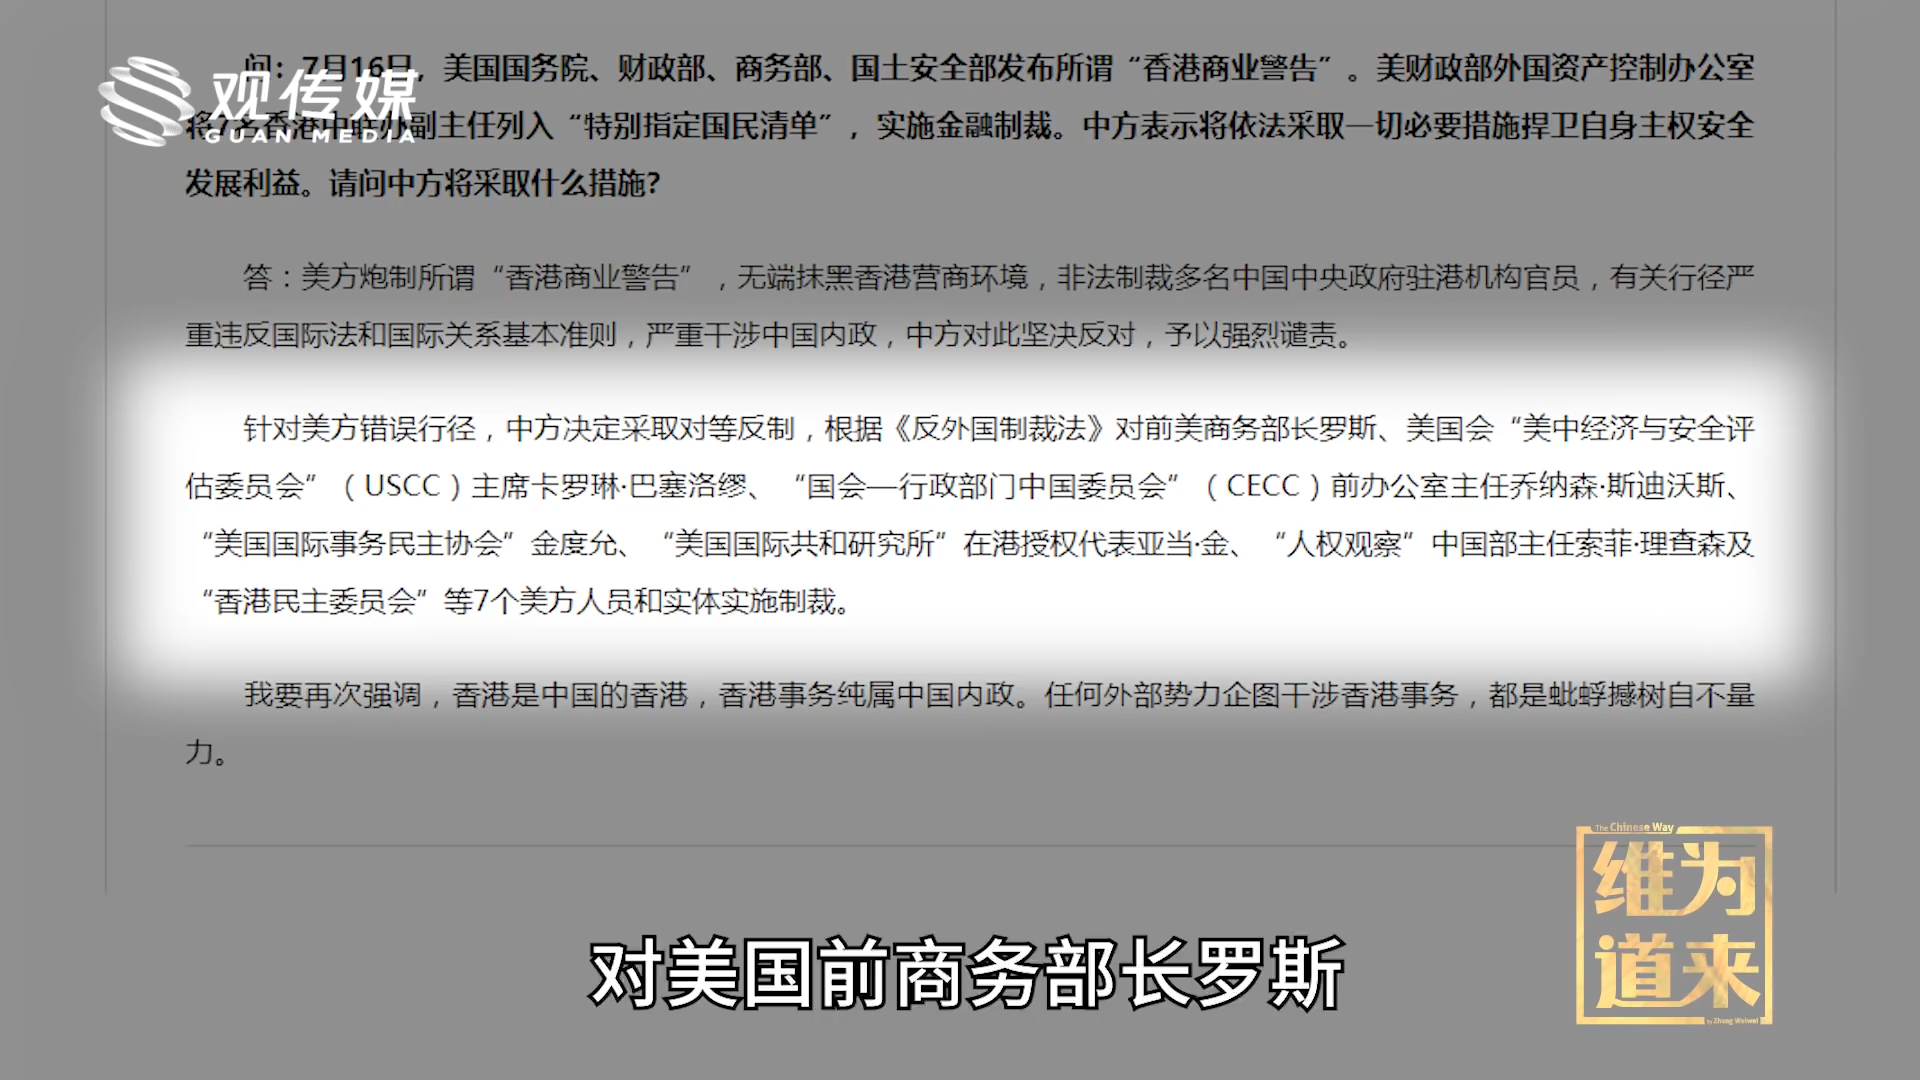 观传媒
GUAN MEDIA
问：7月16日，美国国务院、财政部、商务部、国土安全部发布所谓“香港商业警告”。美财政部外国资产控制办公室
将7名香港中联办副主任列入“特别指定国民清单”，实施金融制裁。中方表示将依法采取一切必要措施捍卫自身主权安全
发展利益。请问中方将采取什么措施？
答：美方炮制所谓“香港商业警告”，无端抹黑香港营商环境，非法制裁多名中国中央政府驻港机构官员，有关行径严
重违反国际法和国际关系基本准则，严重干涉中国内政，中方对此坚决反对，予以强烈谴责。
针对美方错误行径，中方决定采取对等反制，根据《反外国制裁法》对前美商务部长罗斯、美国会“美中经济与安全评
估委员会”（USCC）主席卡罗琳·巴塞洛缪、“国会—行政部门中国委员会”（CECC）前办公室主任乔纳森·斯迪沃斯、
“美国国际事务民主协会”金度允、“美国国际共和研究所”在港授权代表亚当·金、“人权观察”中国部主任索菲·理查森及
“香港民主委员会”等7个美方人员和实体实施制裁。
我要再次强调，香港是中国的香港，香港事务纯属中国内政。任何外部势力企图干涉香港事务，都是蚍蜉撼树自不量
力。
The Chinese Way
维为
道来
by Zhang Weiwei
对美国前商务部长罗斯